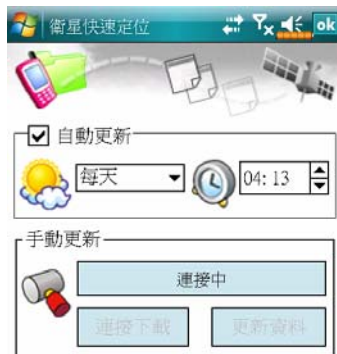 衛星快速定位 ok
自動更新
每天 04: 13
手動更新
連接中
連接下載 更新資料